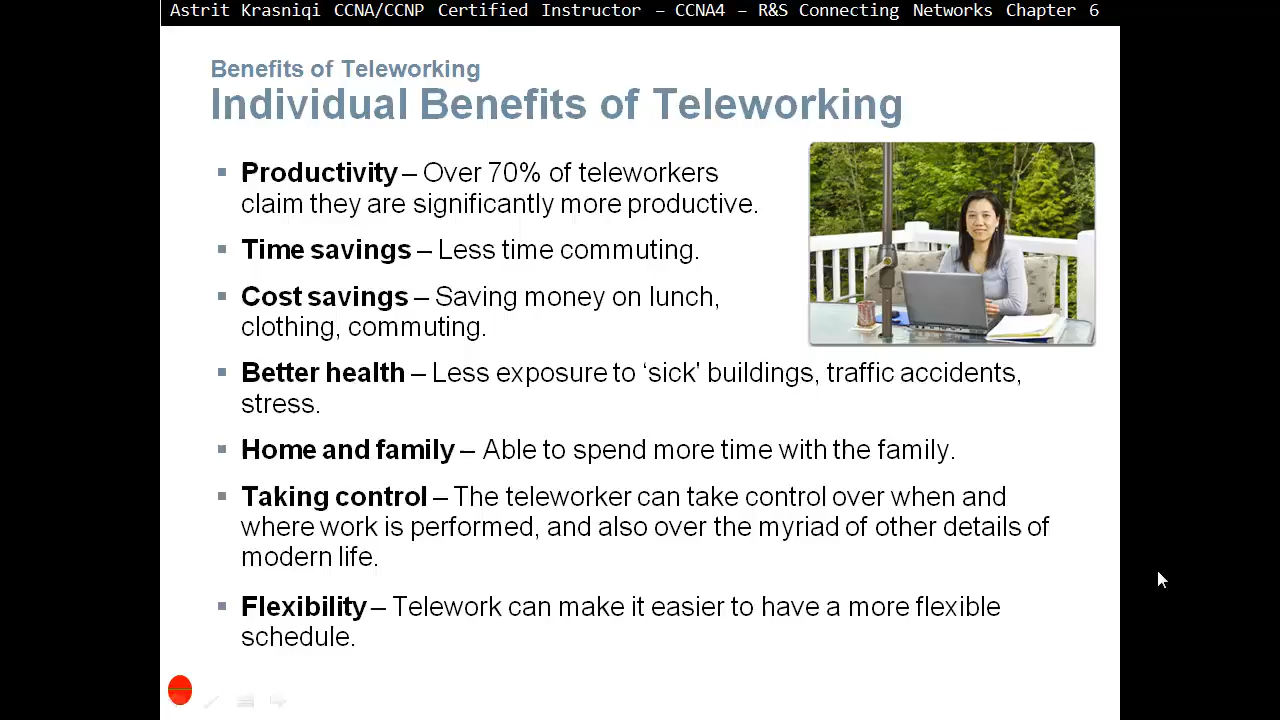 Astrit Krasniqi CCNA/CCNP Certified Instructor – CCNA4 – R&S Connecting Networks Chapter 6
Benefits of Teleworking
Individual Benefits of Teleworking
Productivity – Over 70% of teleworkers
claim they are significantly more productive.
Time savings – Less time commuting.
Cost savings – Saving money on lunch,
clothing, commuting.
Better health – Less exposure to ‘sick’ buildings, traffic accidents,
stress.
Home and family – Able to spend more time with the family.
Taking control – The teleworker can take control over when and
where work is performed, and also over the myriad of other details of
modern life.
Flexibility – Telework can make it easier to have a more flexible
schedule.